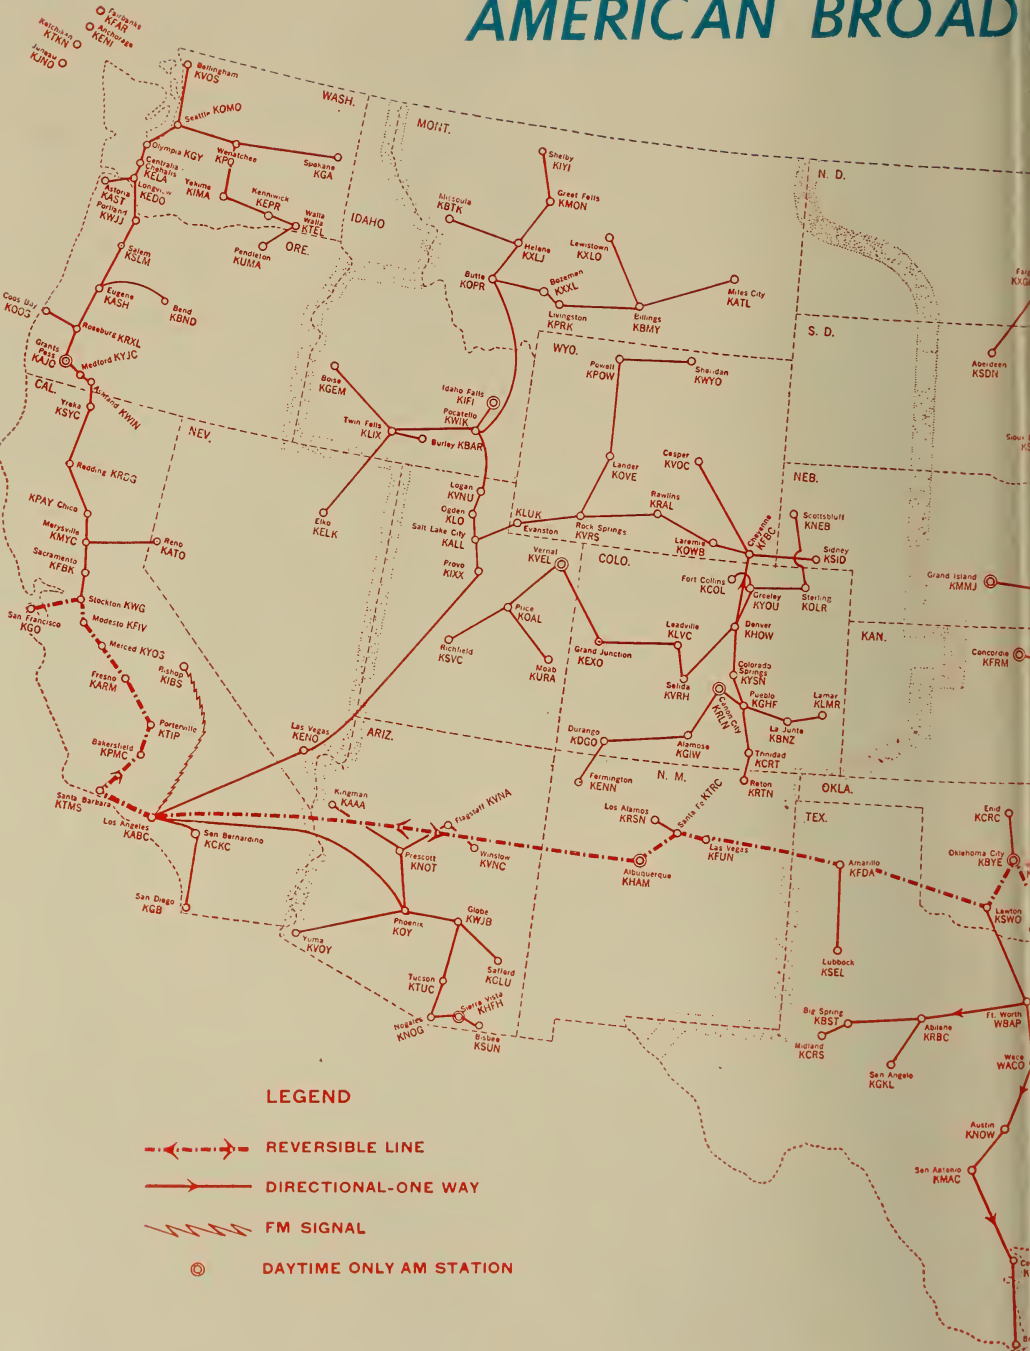 AMERICAN BROAD
Fairbanks
KFAR
Anchorage
KENI
Ketchikan
KTKN
Juneau
KJNO
Bellingham
KVOS
WASH.
Seattle KOMO
Olympia KGY
Wenatchee
KPQ
Spokane
KGA
Centralia
Chehalis
KELA
Yakima
KIMA
Longview
KEDO
Astoria
KAST
Portland
KWJJ
Kennewick
KEPR
Walla
Walla
KTEL
Pendleton
KUMA
ORE.
IDAHO
Salem
KSLM
Eugene
KASH
Bend
KBND
Coos Bay
KOOS
Roseburg KRXL
Grants
Pass
KAJO
Medford KYJC
Ashland KWIN
CAL.
Yreka
KSYC
NEV.
Redding KRDG
KPAY Chico
Marysville
KMYC
Reno
KATO
Sacramento
KFBK
Stockton KWG
San Francisco
KGO
Modesto KFIV
Merced KYOS
Fresno
KARM
Bishop
KIBS
Porterville
KTIP
Bakersfield
KPMC
Santa Barbara
KTMS
Los Angeles
KABC
San Bernardino
KCKC
San Diego
KGB
MONT.
Shelby
KIYI
Great Falls
KMON
Missoula
KBTK
Helena
KXLJ
Lewistown
KXLO
Butte
KOPR
Bozeman
KXXL
Livingston
KPRK
Billings
KBMY
Miles City
KATL
N. D.
S. D.
Aberdeen
KSDN
WYO.
Powell
KPOW
Sheridan
KWYO
Boise
KGEM
Idaho Falls
KIFI
Pocatello
KWIK
Twin Falls
KLIX
Burley KBAR
Elko
KELK
Lander
KOVE
Casper
KVOC
Logan
KVNU
Ogden
KLO
Salt Lake City
KALL
KLUK
Evanston
Rock Springs
KVRS
Rawlins
KRAL
Laramie
KOWB
Cheyenne
KFBC
NEB.
Scottsbluff
KNEB
Sidney
KSID
Provo
KIXX
Vernal
KVEL
COLO.
Fort Collins
KCOL
Greeley
KYOU
Sterling
KOLR
Grand Island
KMMJ
Price
KOAL
Richfield
KSVC
Moab
KURA
Leadville
KLVC
Denver
KHOW
Grand Junction
KEXO
Salida
KVRH
Colorado
Springs
KYSN
Canon City
KRLN
Pueblo
KGHF
Lamar
KLMR
La Junta
KBNZ
KAN.
Concordia
KFRM
Las Vegas
KENO
ARIZ.
Durango
KDGO
Alamosa
KGIW
Trinidad
KCRT
Farmington
KENN
N. M.
Raton
KRTN
OKLA.
Kingman
KAAA
Flagstaff KVNA
Los Alamos
KRSN
Santa Fe KTRC
TEX.
Enid
KCRC
Prescott
KNOT
Winslow
KVNC
Albuquerque
KHAM
Las Vegas
KFUN
Amarillo
KFDA
Oklahoma City
KBYE
Phoenix
KOY
Globe
KWJB
Lawton
KSWO
Yuma
KVOY
Safford
KGLU
Lubbock
KSEL
Tucson
KTUC
Sierra Vista
KHFH
Nogales
KNOG
Bisbee
KSUN
Big Spring
KBST
Midland
KCRS
Abilene
KRBC
Ft. Worth
WBAP
San Angelo
KGKL
Waco
WACO
Austin
KNOW
San Antonio
KMAC
LEGEND
REVERSIBLE LINE
DIRECTIONAL-ONE WAY
FM SIGNAL
DAYTIME ONLY AM STATION